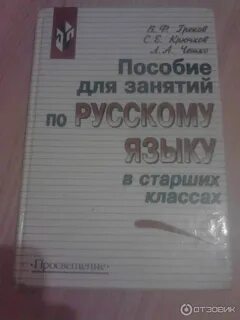 В. Ф. Греков
С. Е. Крючков
Л. А. Чешко
Пособие
для занятий
по РУССКОМУ
ЯЗЫКУ
в старших
классах
«Просвещение»
ОТЗОВИК